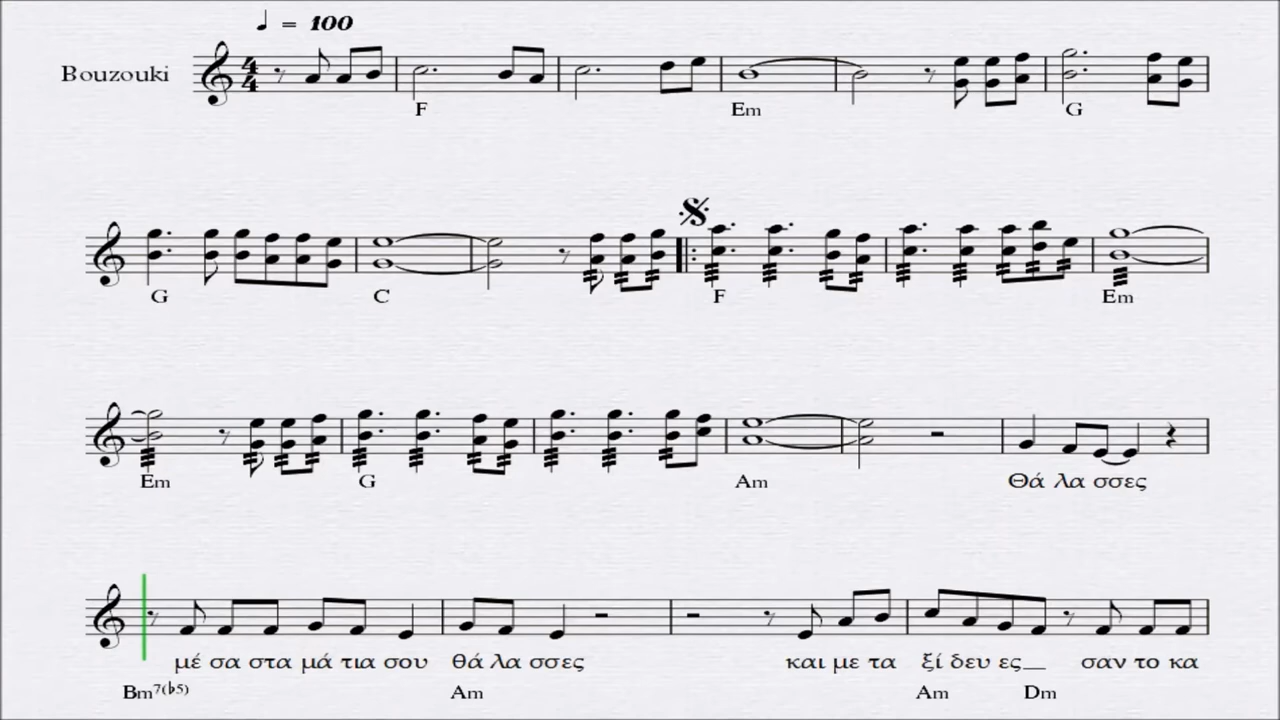 ♩ = 100
Bouzouki
F Em G
G C F Em
Em G Am
Θά λα σσες
μέ σα στα μά τια σου θά λα σσες και με τα ξί δευ ες__ σαν το κα
Bm7(♭5) Am Am Dm